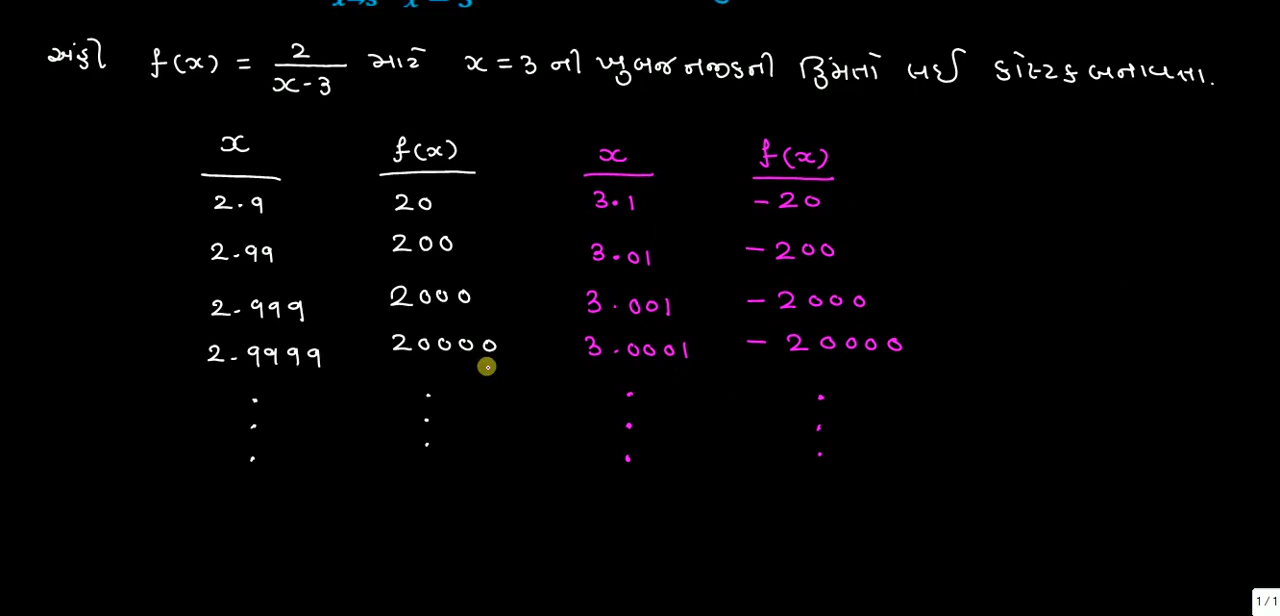 x→3 x − 3
અહીં f(x) = 2/(x-3) માટે x = 3 ની ખુબજ નજીકની કિંમતો લઈ કોષ્ટક બનાવતા.
x f(x) x f(x)
2.9 20 3.1 -20
2.99 200 3.01 -200
2.999 2000 3.001 -2000
2.9999 20000 3.0001 -20000
1/1